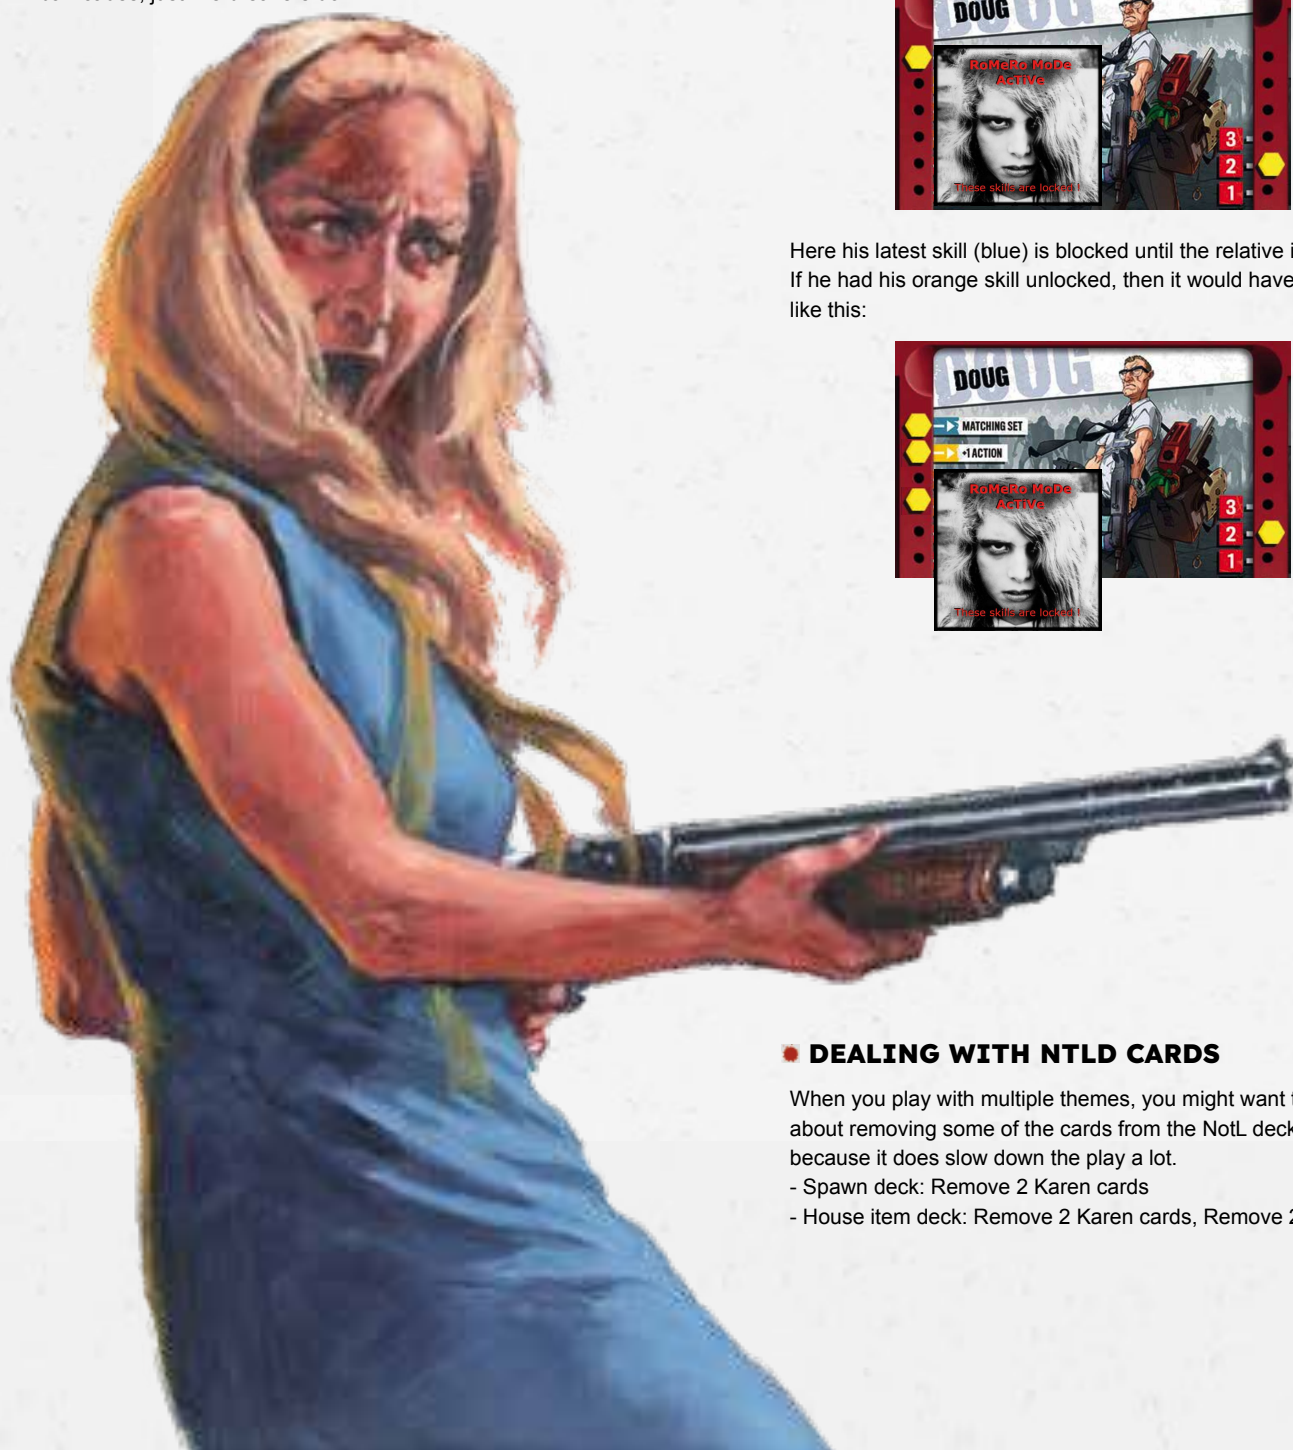 DOUG
RoMeRo MoDe
AcTiVe
These skills are locked !
3
2
1
Here his latest skill (blue) is blocked until the relative
If he had his orange skill unlocked, then it would have
like this:
DOUG
MATCHING SET
+1 ACTION
RoMeRo MoDe
AcTiVe
These skills are locked !
3
2
1
DEALING WITH NTLD CARDS
When you play with multiple themes, you might want
about removing some of the cards from the NotL deck
because it does slow down the play a lot.
- Spawn deck: Remove 2 Karen cards
- House item deck: Remove 2 Karen cards, Remove 2